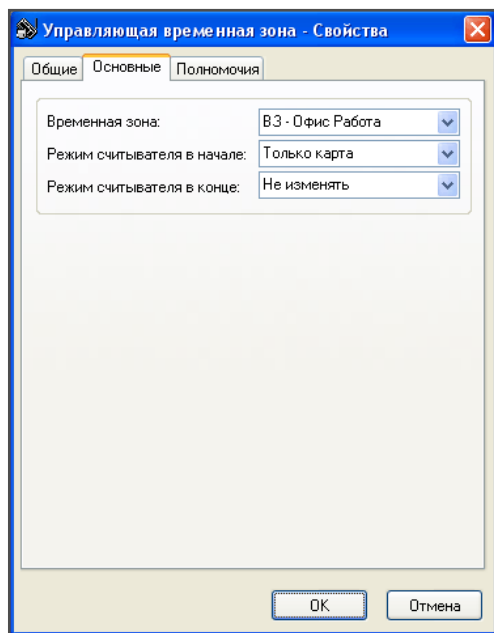 Управляющая временная зона - Свойства
Общие Основные Полномочия
Временная зона: ВЗ - Офис Работа
Режим считывателя в начале: Только карта
Режим считывателя в конце: Не изменять
OK Отмена